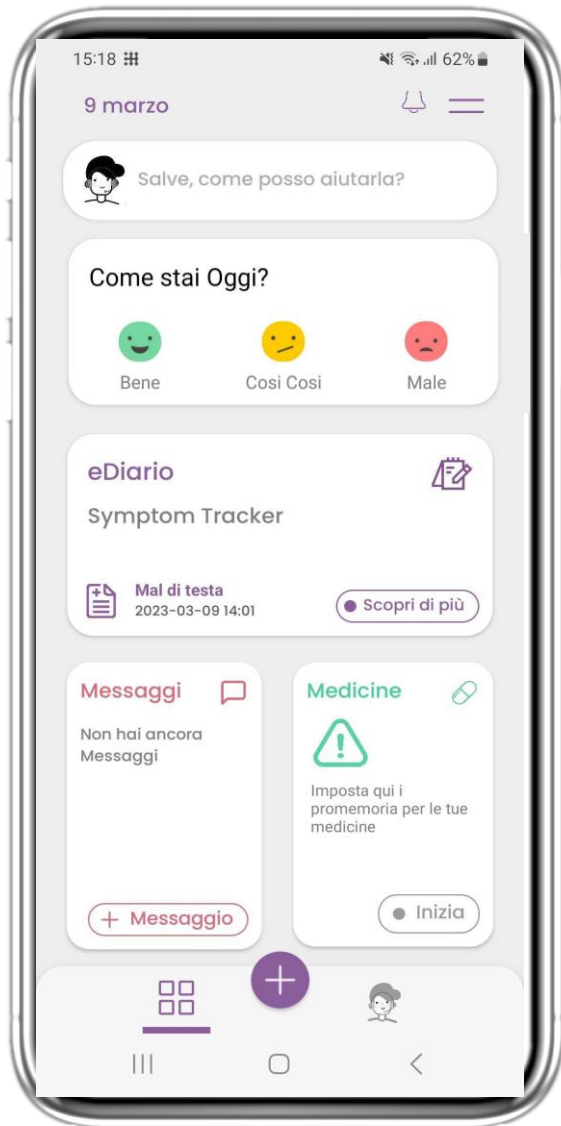 15:18
62%
9 marzo
Salve, come posso aiutarla?
Come stai Oggi?
Bene
Cosi Cosi
Male
eDiario
Symptom Tracker
Mal di testa
2023-03-09 14:01
Scopri di più
Messaggi
Non hai ancora
Messaggi
+ Messaggio
Medicine
Imposta qui i
promemoria per le tue
medicine
Inizia